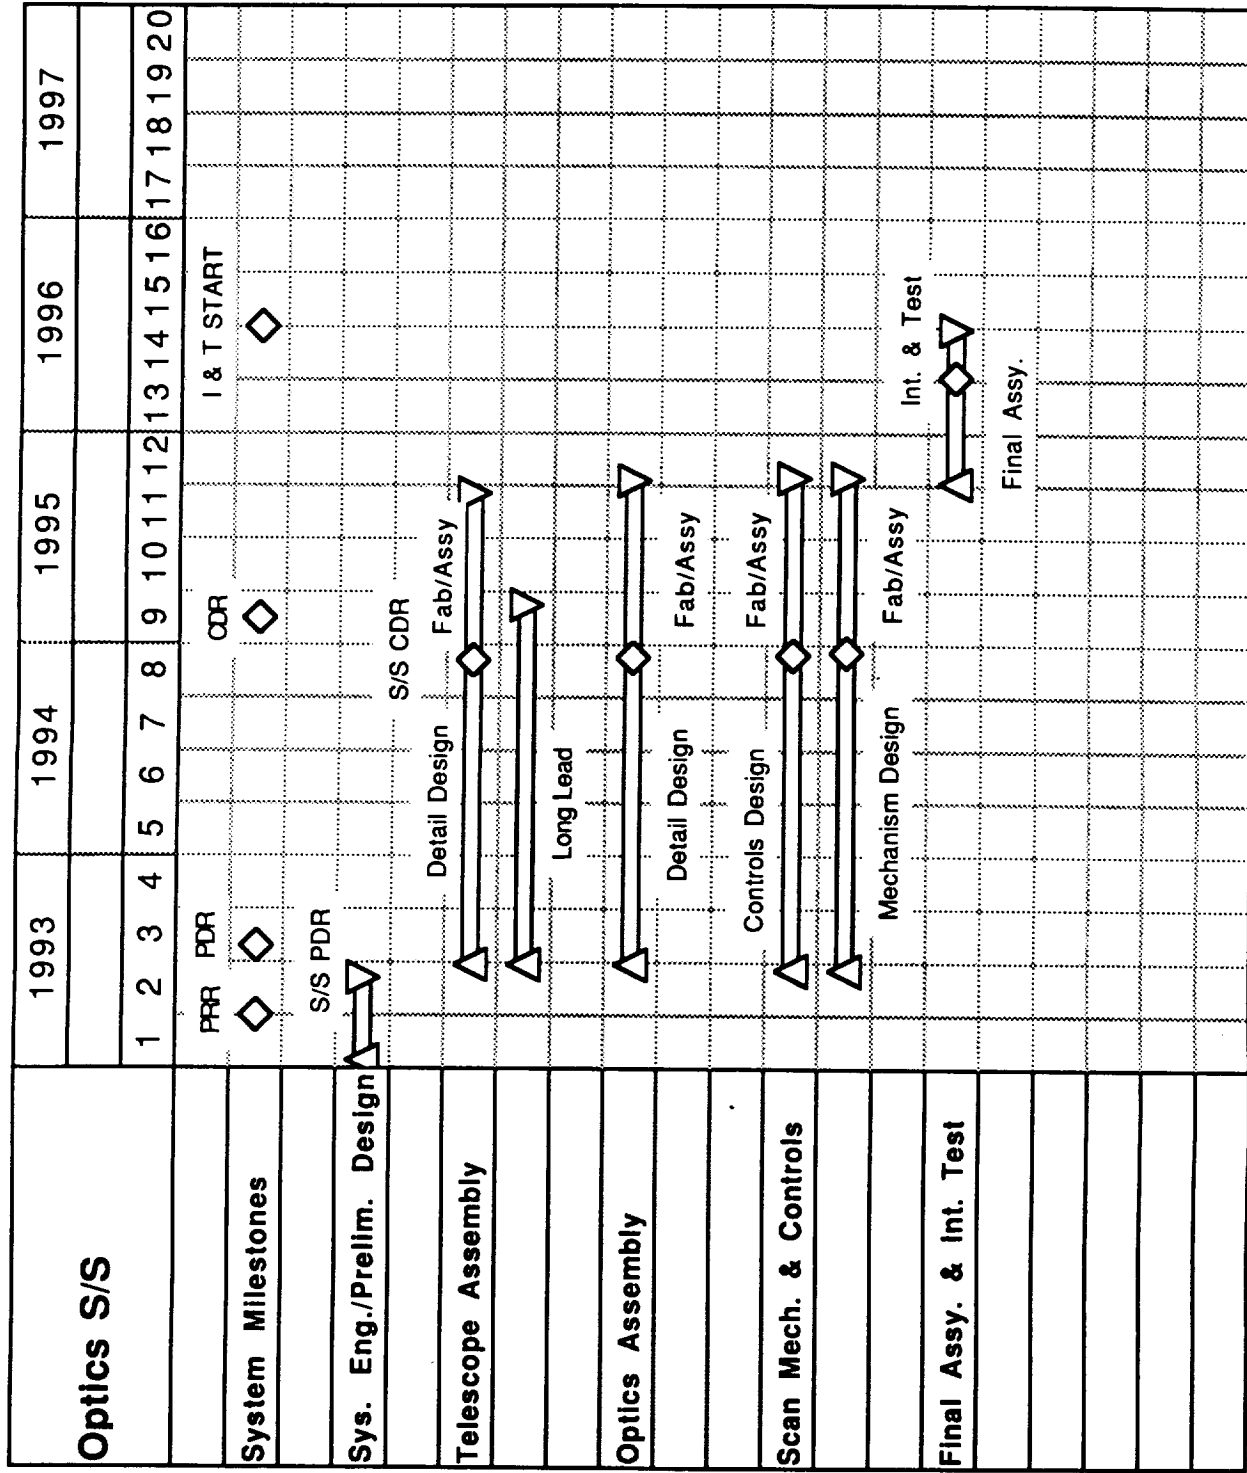 Optics S/S
1993 1994 1995 1996 1997
1 2 3 4 5 6 7 8 9 10 11 12 13 14 15 16 17 18 19 20
PRR PDR CDR I & T START
System Milestones
S/S PDR
Sys. Eng./Prelim. Design
S/S CDR
Detail Design Fab/Assy
Telescope Assembly
Long Lead
Optics Assembly
Detail Design Fab/Assy
Controls Design Fab/Assy
Scan Mech. & Controls
Mechanism Design Fab/Assy
Int. & Test
Final Assy. & Int. Test
Final Assy.